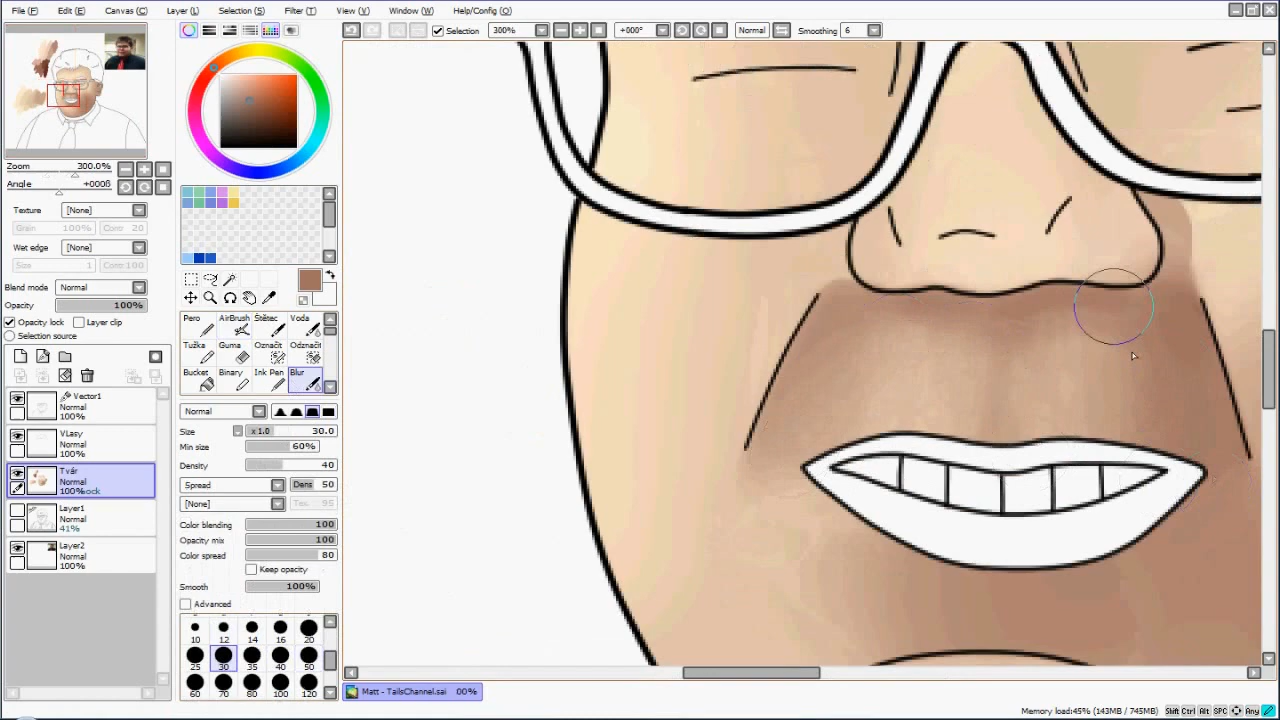 File (F) Edit (E) Canvas (C) Layer (L) Selection (S) Filter (T) View (V) Window (W) Help/Config (O)
Selection 300% +000° Normal Smoothing 6
Zoom 300.0%
Angle +000ß
Texture [None]
Grain 100% Cont 20
Wet edge [None]
Size 1 Cont 100
Blend mode Normal
Opacity 100%
Opacity lock Layer clip
Selection source
Vector1
Normal
100%
VLasy
Normal
100%
Tvár
Normal
100%ock
Layer1
Normal
41%
Layer2
Normal
100%
Pero AirBrush Štětec Voda
Tužka Guma Označit Odznačit
Bucket Binary Ink Pen Blur
Normal
Size x 1.0 30.0
Min size 60%
Density 40
Spread Dens 50
[None] Tex. 95
Color blending 100
Opacity mix 100
Color spread 80
Keep opacity
Smooth 100%
Advanced
10 12 14 16 20
25 30 35 40 50
60 70 80 100 120
Matt - TailsChannel.sai 00%
Memory load:45% (143MB / 745MB) Shift Ctrl Alt SPC Any